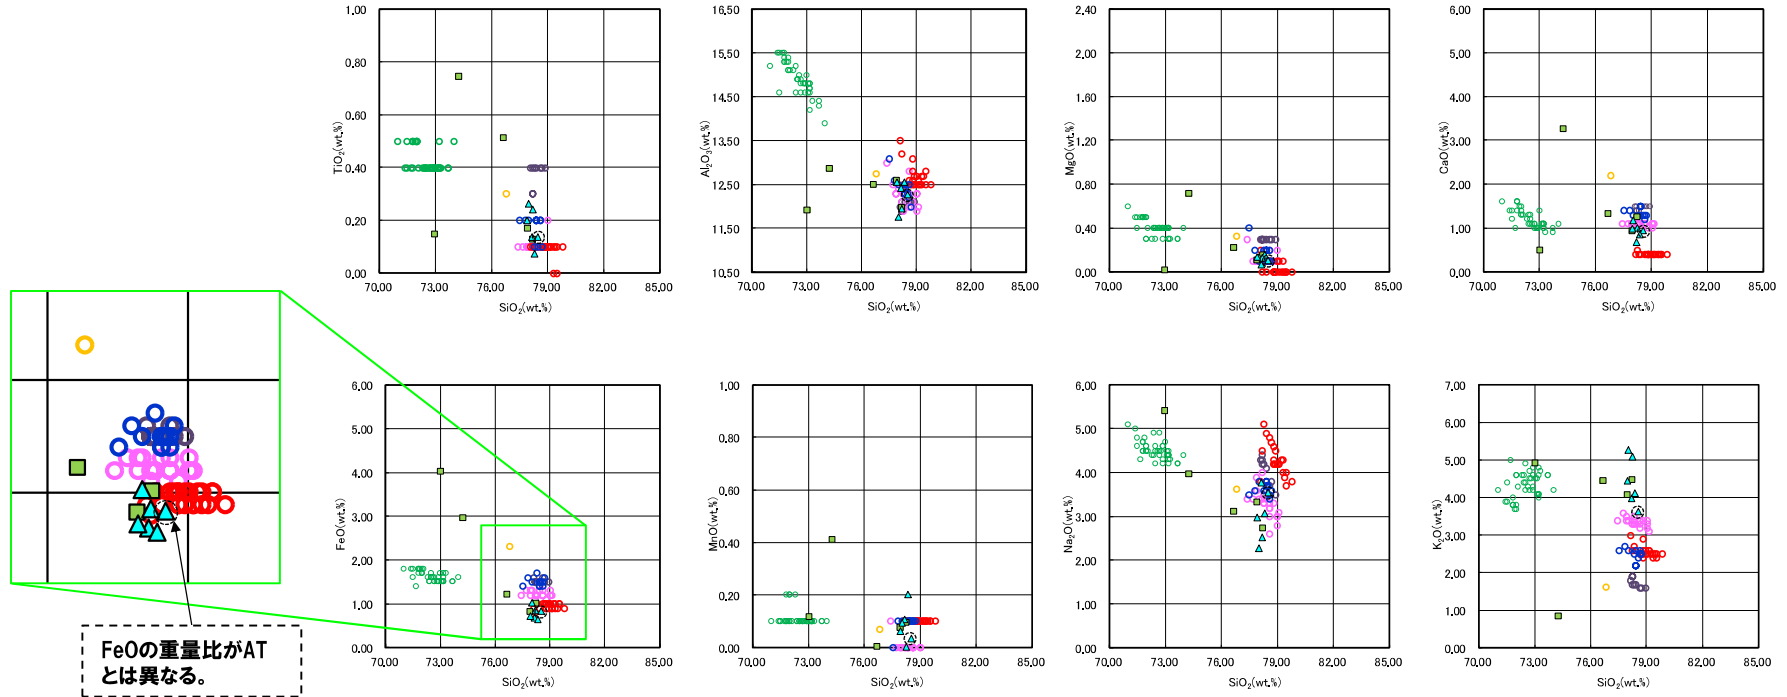 1.00
0.80
0.60
0.40
0.20
0.00
TiO2(wt.%)
70.00 73.00 76.00 79.00 82.00 85.00
SiO2(wt.%)
16.50
15.50
14.50
13.50
12.50
11.50
10.50
Al2O3(wt.%)
70.00 73.00 76.00 79.00 82.00 85.00
SiO2(wt.%)
2.40
2.00
1.60
1.20
0.80
0.40
0.00
MgO(wt.%)
70.00 73.00 76.00 79.00 82.00 85.00
SiO2(wt.%)
6.00
5.00
4.00
3.00
2.00
1.00
0.00
CaO(wt.%)
70.00 73.00 76.00 79.00 82.00 85.00
SiO2(wt.%)
6.00
5.00
4.00
3.00
2.00
1.00
0.00
FeO(wt.%)
70.00 73.00 76.00 79.00 82.00 85.00
SiO2(wt.%)
1.00
0.80
0.60
0.40
0.20
0.00
MnO(wt.%)
70.00 73.00 76.00 79.00 82.00 85.00
SiO2(wt.%)
6.00
5.00
4.00
3.00
2.00
1.00
0.00
Na2O(wt.%)
70.00 73.00 76.00 79.00 82.00 85.00
SiO2(wt.%)
7.00
6.00
5.00
4.00
3.00
2.00
1.00
0.00
K2O(wt.%)
70.00 73.00 76.00 79.00 82.00 85.00
SiO2(wt.%)
FeOの重量比がAT
とは異なる。